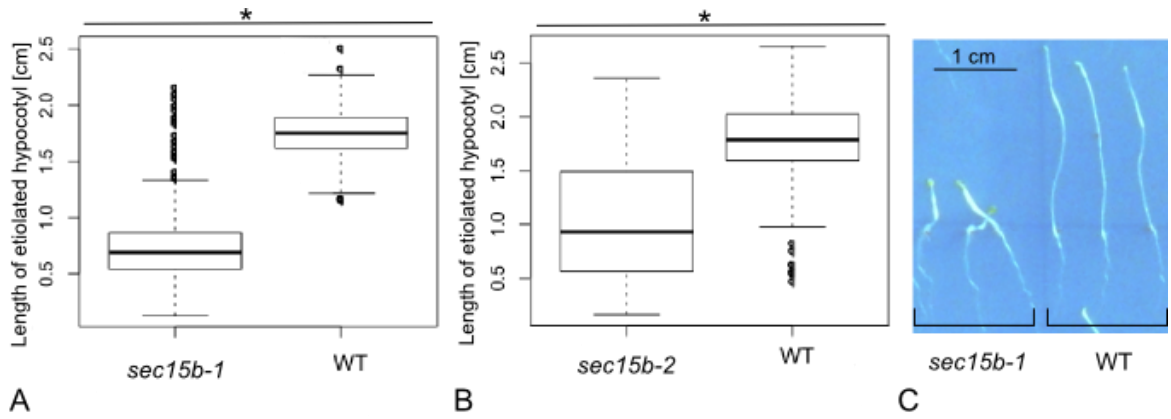 *
Length of etiolated hypocotyl [cm]
2.5
2.0
1.5
1.0
0.5
sec15b-1
WT
A
*
Length of etiolated hypocotyl [cm]
2.5
2.0
1.5
1.0
0.5
sec15b-2
WT
B
1 cm
sec15b-1
WT
C